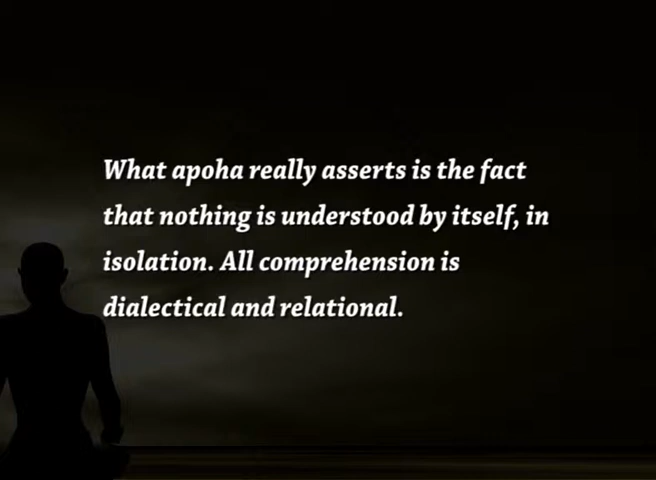 What apoha really asserts is the fact
that nothing is understood by itself, in
isolation. All comprehension is
dialectical and relational.